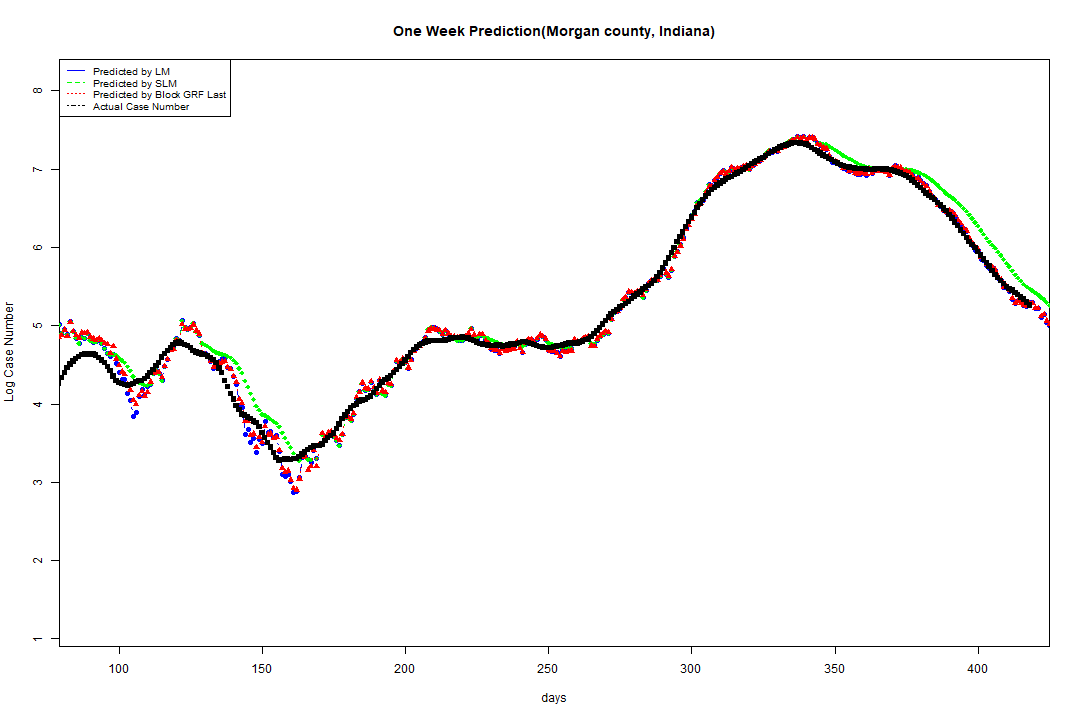 One Week Prediction(Morgan county, Indiana)
Predicted by LM
Predicted by SLM
Predicted by Block GRF Last
Actual Case Number
Log Case Number
8
7
6
5
4
3
2
1
100 150 200 250 300 350 400
days